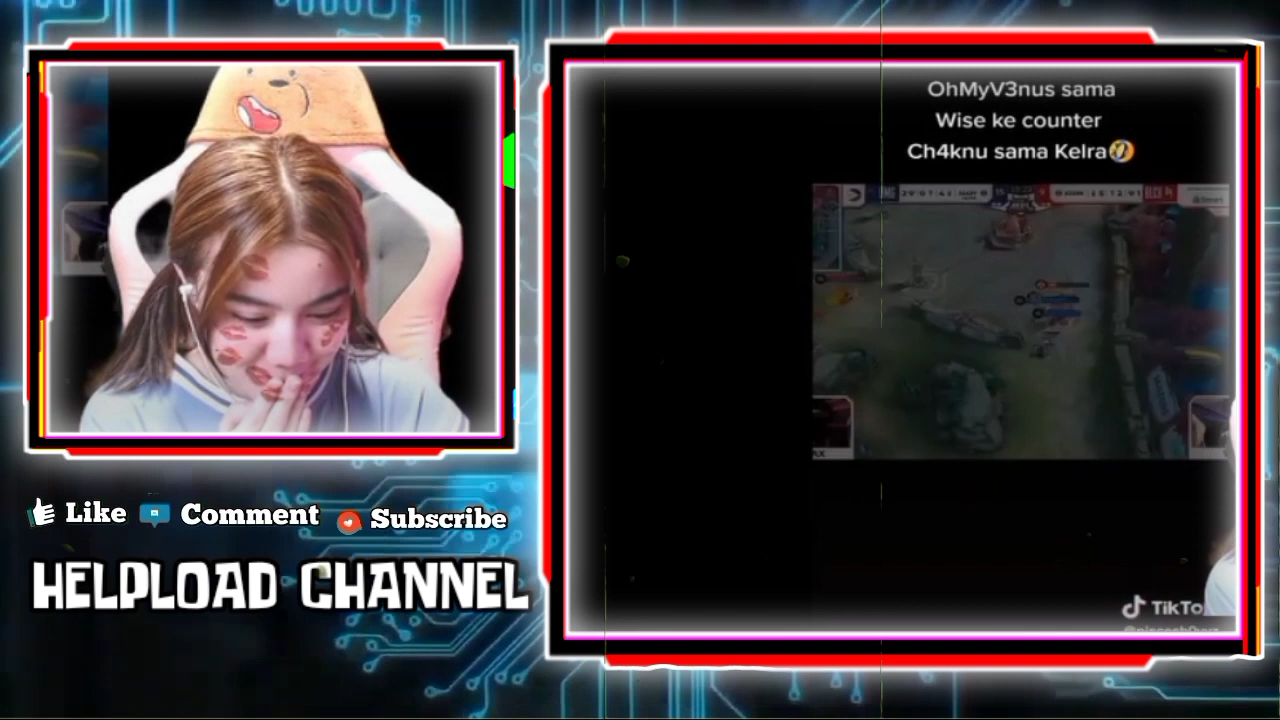 OhMyV3nus sama
Wise ke counter
Ch4knu sama Kelra🤣
Like
Comment
Subscribe
HELPLOAD CHANNEL
TikTo